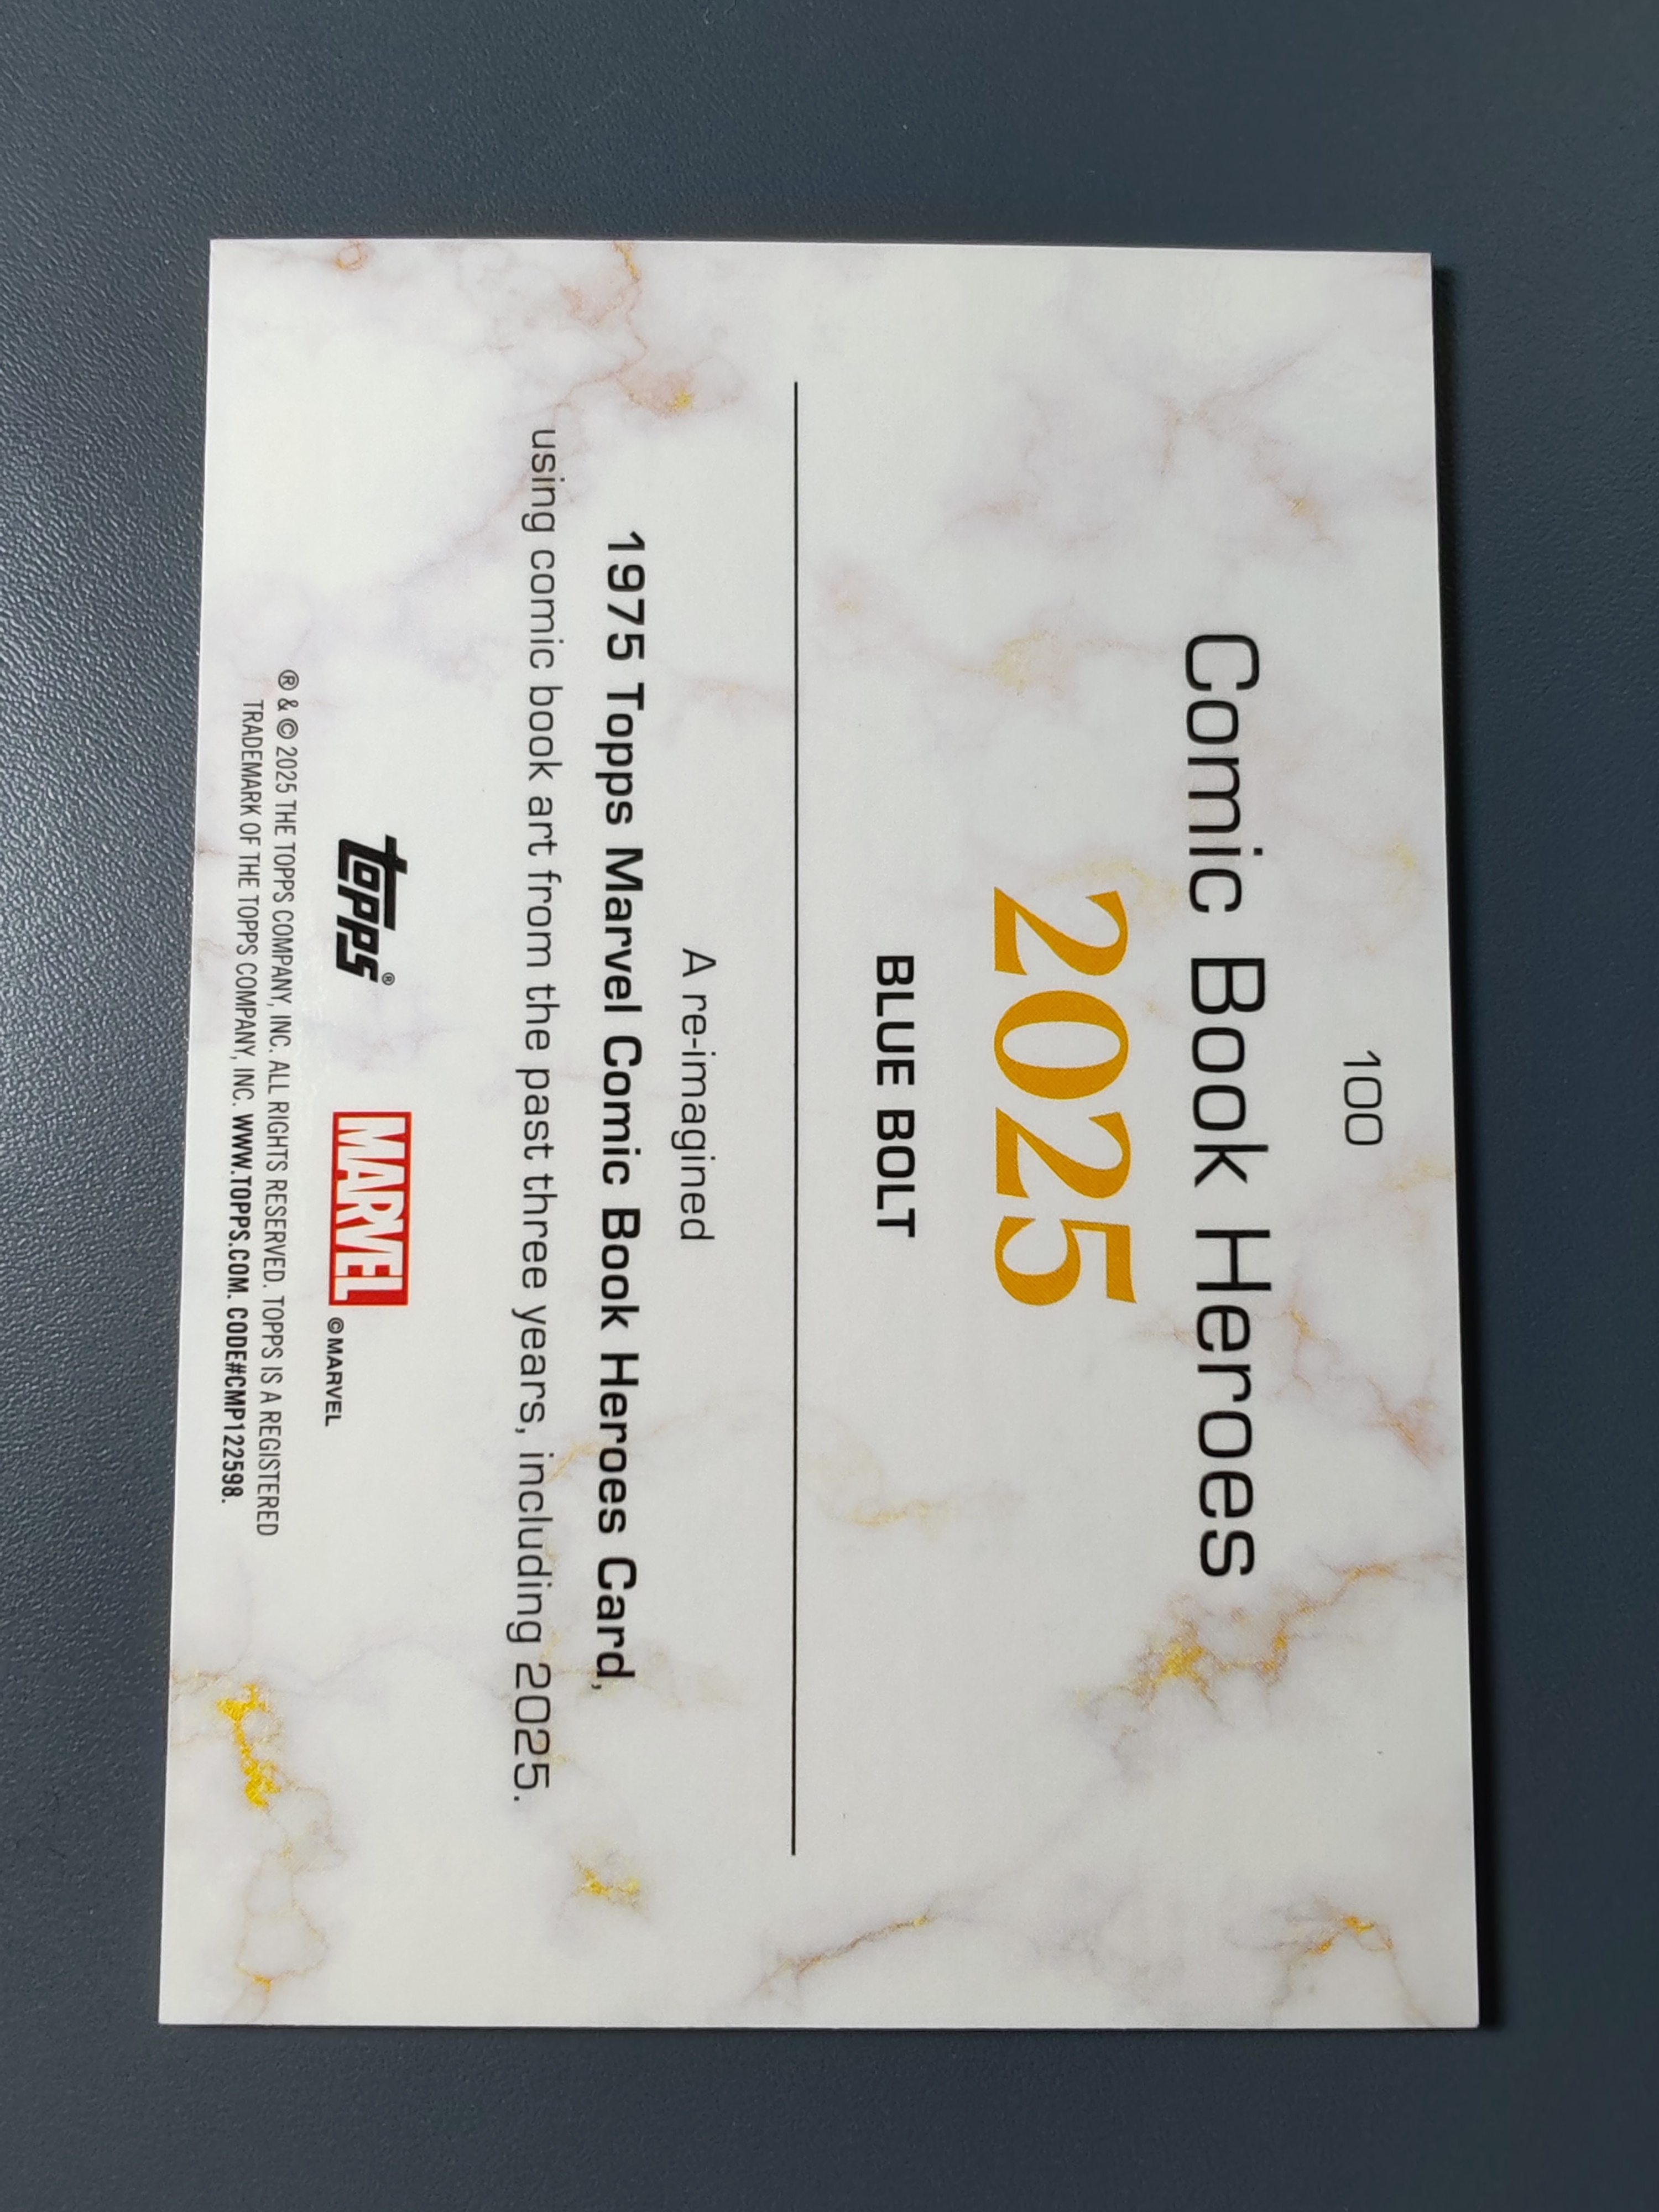 100
Comic Book Heroes
2025
BLUE BOLT
A re-imagined
1975 Topps Marvel Comic Book Heroes Card,
using comic book art from the past three years, including 2025.
topps® MARVEL ©MARVEL
® & © 2025 THE TOPPS COMPANY, INC. ALL RIGHTS RESERVED. TOPPS IS A REGISTERED
TRADEMARK OF THE TOPPS COMPANY, INC. WWW.TOPPS.COM. CODE#CMP122598.